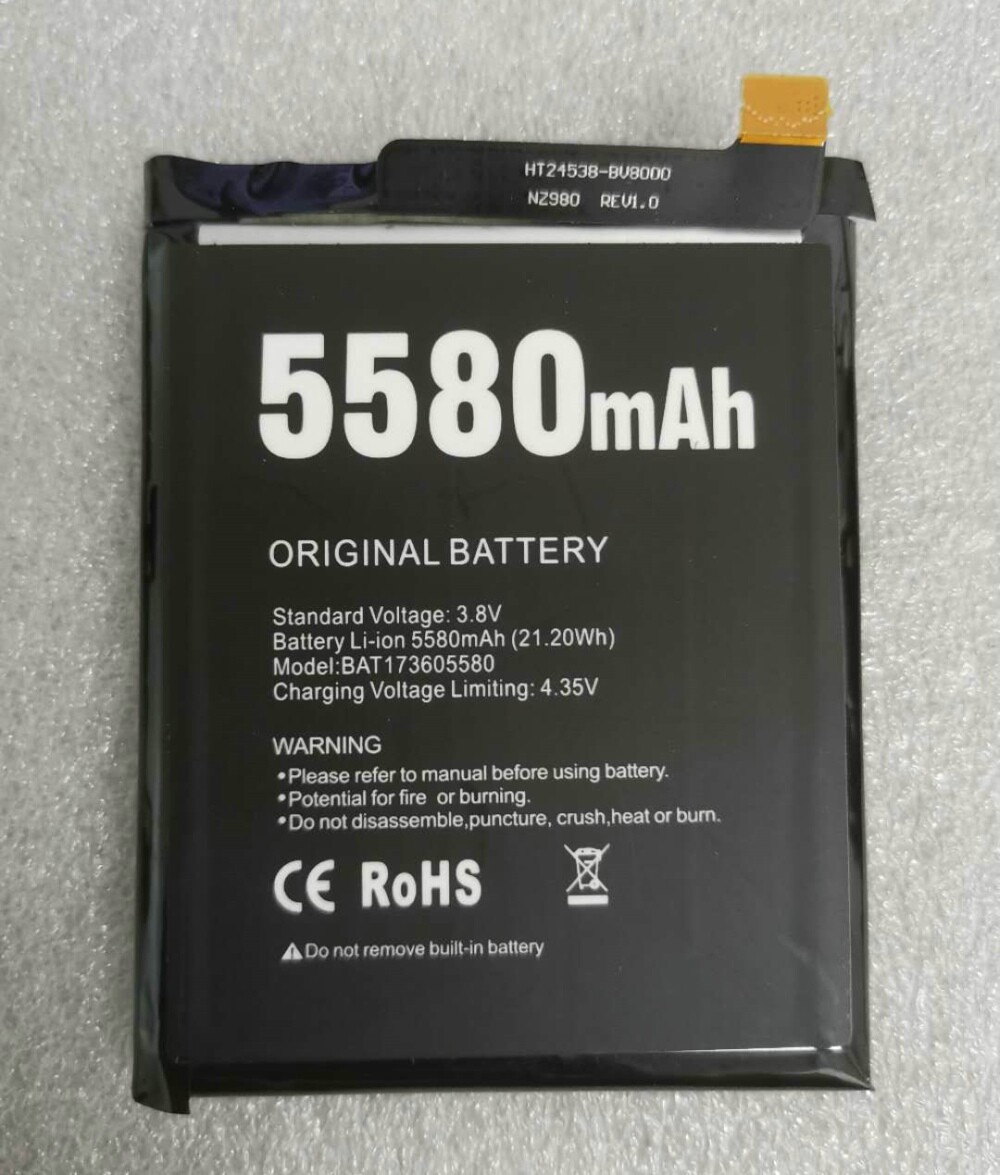 HT24538-BV8000
NZ980 REV1.0
5580mAh
ORIGINAL BATTERY
Standard Voltage: 3.8V
Battery Li-ion 5580mAh (21.20Wh)
Model:BAT173605580
Charging Voltage Limiting: 4.35V
WARNING
•Please refer to manual before using battery.
•Potential for fire or burning.
•Do not disassemble,puncture, crush,heat or burn.
CE RoHS
Do not remove built-in battery